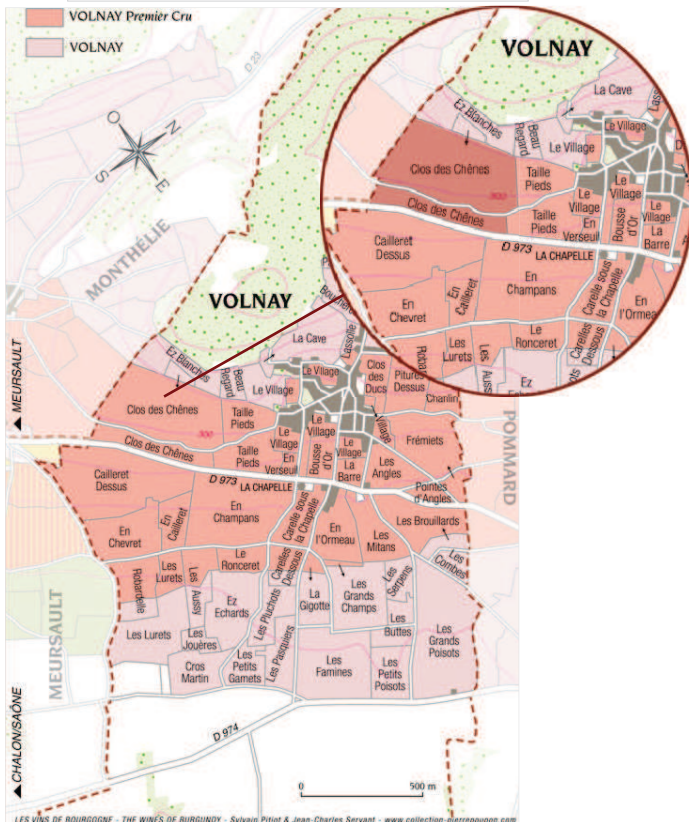 VOLNAY Premier Cru
VOLNAY
D 23
O
N
S
E
MONTHÉLIE
VOLNAY
La Cave
Lassolle
Ez Blanches
Beau
Regard
Le Village
Le Village
Clos des Chênes
Taille
Pieds
300
Clos des Chênes
Taille
Pieds
Le
Village
En
Verseuil
Le
Village
Bousse
d'Or
Le
Village
La
Barre
Clos
des
Ducs
Pitures
Dessus
Chanlin
Village
Frémiets
Les
Angles
Pointes
d'Angles
POMMARD
MEURSAULT
D 973
LA CHAPELLE
Cailleret
Dessus
En
Cailleret
En
Champans
En
Chevret
Carelle sous
la Chapelle
Carelles
Dessous
En
l'Ormeau
Les
Mitans
Les Brouillards
Les
Combes
Le
Ronceret
Les
Lurets
Les
Aussy
Robardelle
Les Lurets
Ez
Echards
Les
Jouères
Cros
Martin
Les
Petits
Gamets
Les Pluchots
Les Pasquiers
La
Gigotte
Les
Grands
Champs
Les
Serpens
Les
Buttes
Les
Famines
Les
Petits
Poisots
Les
Grands
Poisots
MEURSAULT
CHALON/SAÔNE
D 974
0
500 m
VOLNAY
La Cave
Ez Blanches
Beau
Regard
Le Village
Le Village
Clos des Chênes
Taille
Pieds
300
Clos des Chênes
Taille
Pieds
Le
Village
En
Verseuil
Le
Village
Bousse
d'Or
Le
Village
La
Barre
D 973
LA CHAPELLE
Cailleret
Dessus
En
Cailleret
En
Champans
En
Chevret
Carelle sous
la Chapelle
Carelles
Dessous
En
l'Ormeau
Le
Ronceret
Les
Lurets
Les
Ez
LES VINS DE BOURGOGNE - THE WINES OF BURGUNDY - Sylvain Pitiot & Jean-Charles Servant - www.collection-pierrepoupon.com